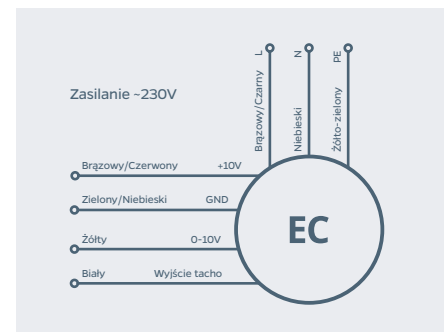 L
N
PE
Zasilanie ~230V
Brązowy/Czarny
Niebieski
Żółto-zielony
Brązowy/Czerwony +10V
Zielony/Niebieski GND
Żółty 0-10V
Biały Wyjście tacho
EC